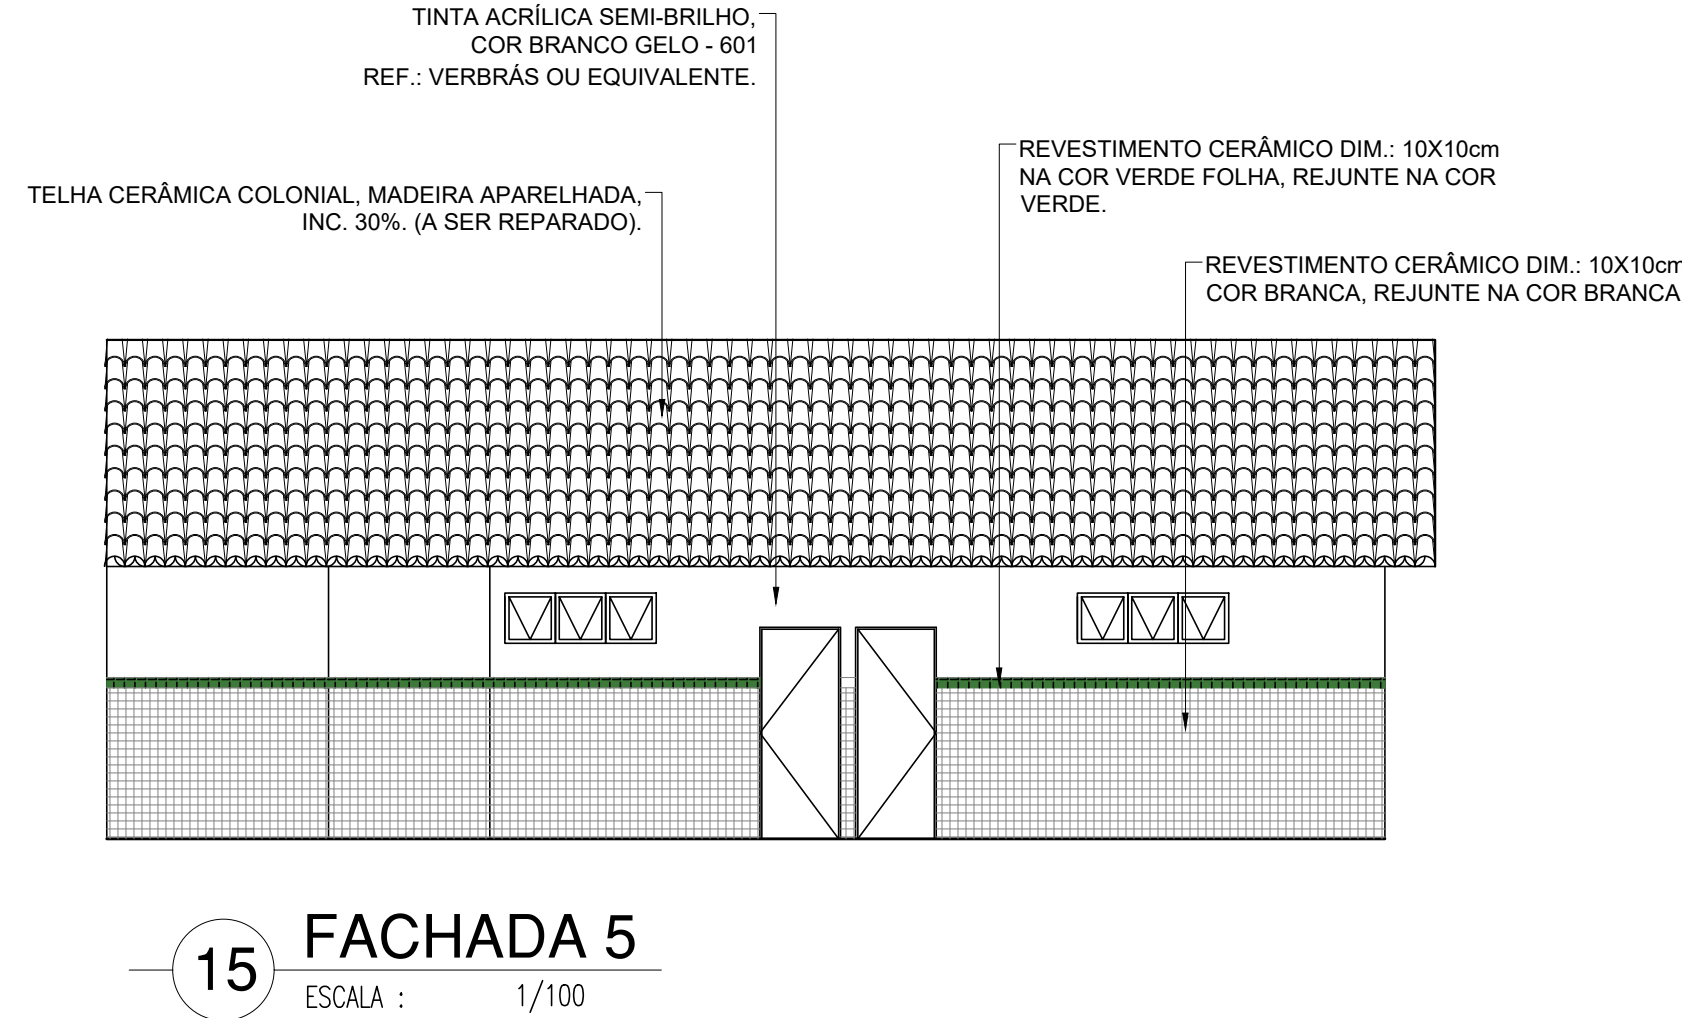 TINTA ACRÍLICA SEMI-BRILHO,
COR BRANCO GELO - 601
REF.: VERBRÁS OU EQUIVALENTE.
REVESTIMENTO CERÂMICO DIM.: 10X10cm
NA COR VERDE FOLHA, REJUNTE NA COR
VERDE.
TELHA CERÂMICA COLONIAL, MADEIRA APARELHADA,
INC. 30%. (A SER REPARADO).
REVESTIMENTO CERÂMICO DIM.: 10X10cm
COR BRANCA, REJUNTE NA COR BRANCA
15
FACHADA 5
ESCALA : 1/100